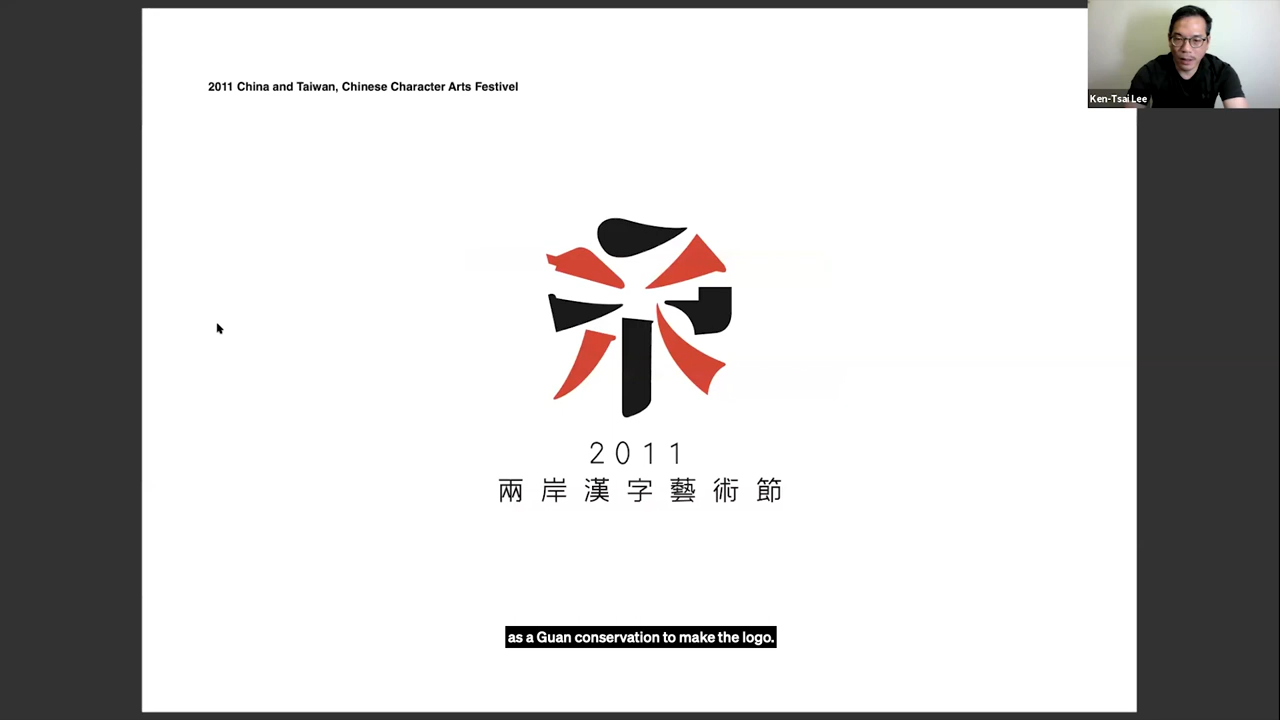 2011 China and Taiwan, Chinese Character Arts Festivel
Ken-Tsai Lee
2011
兩岸漢字藝術節
as a Guan conservation to make the logo.